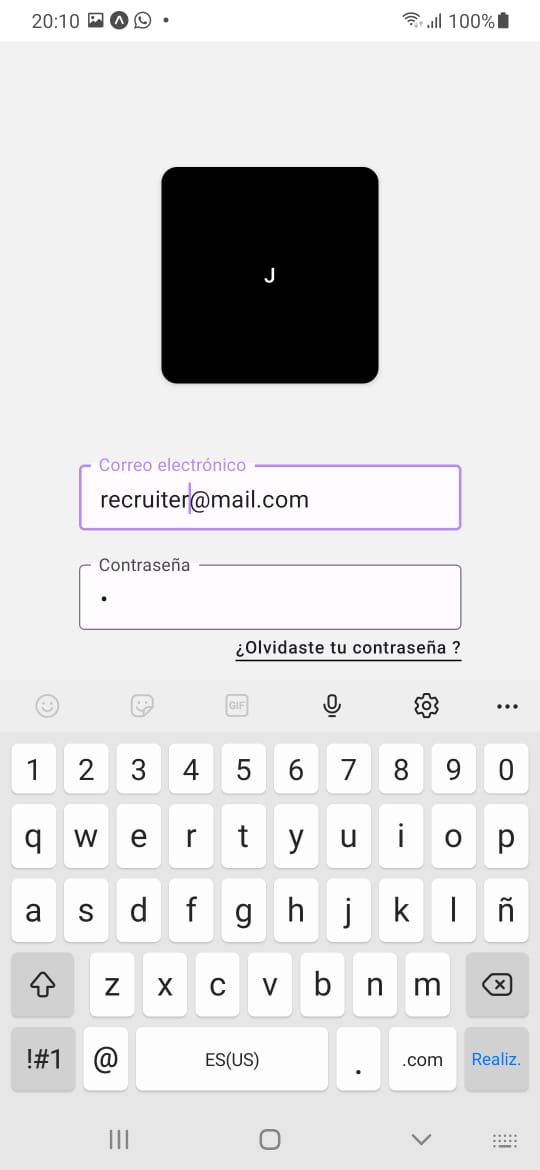 20:10 100%
J
Correo electrónico
recruiter@mail.com
Contraseña
¿Olvidaste tu contraseña ?
GIF
1 2 3 4 5 6 7 8 9 0
q w e r t y u i o p
a s d f g h j k l ñ
z x c v b n m
!#1 @ ES(US) . .com Realiz.